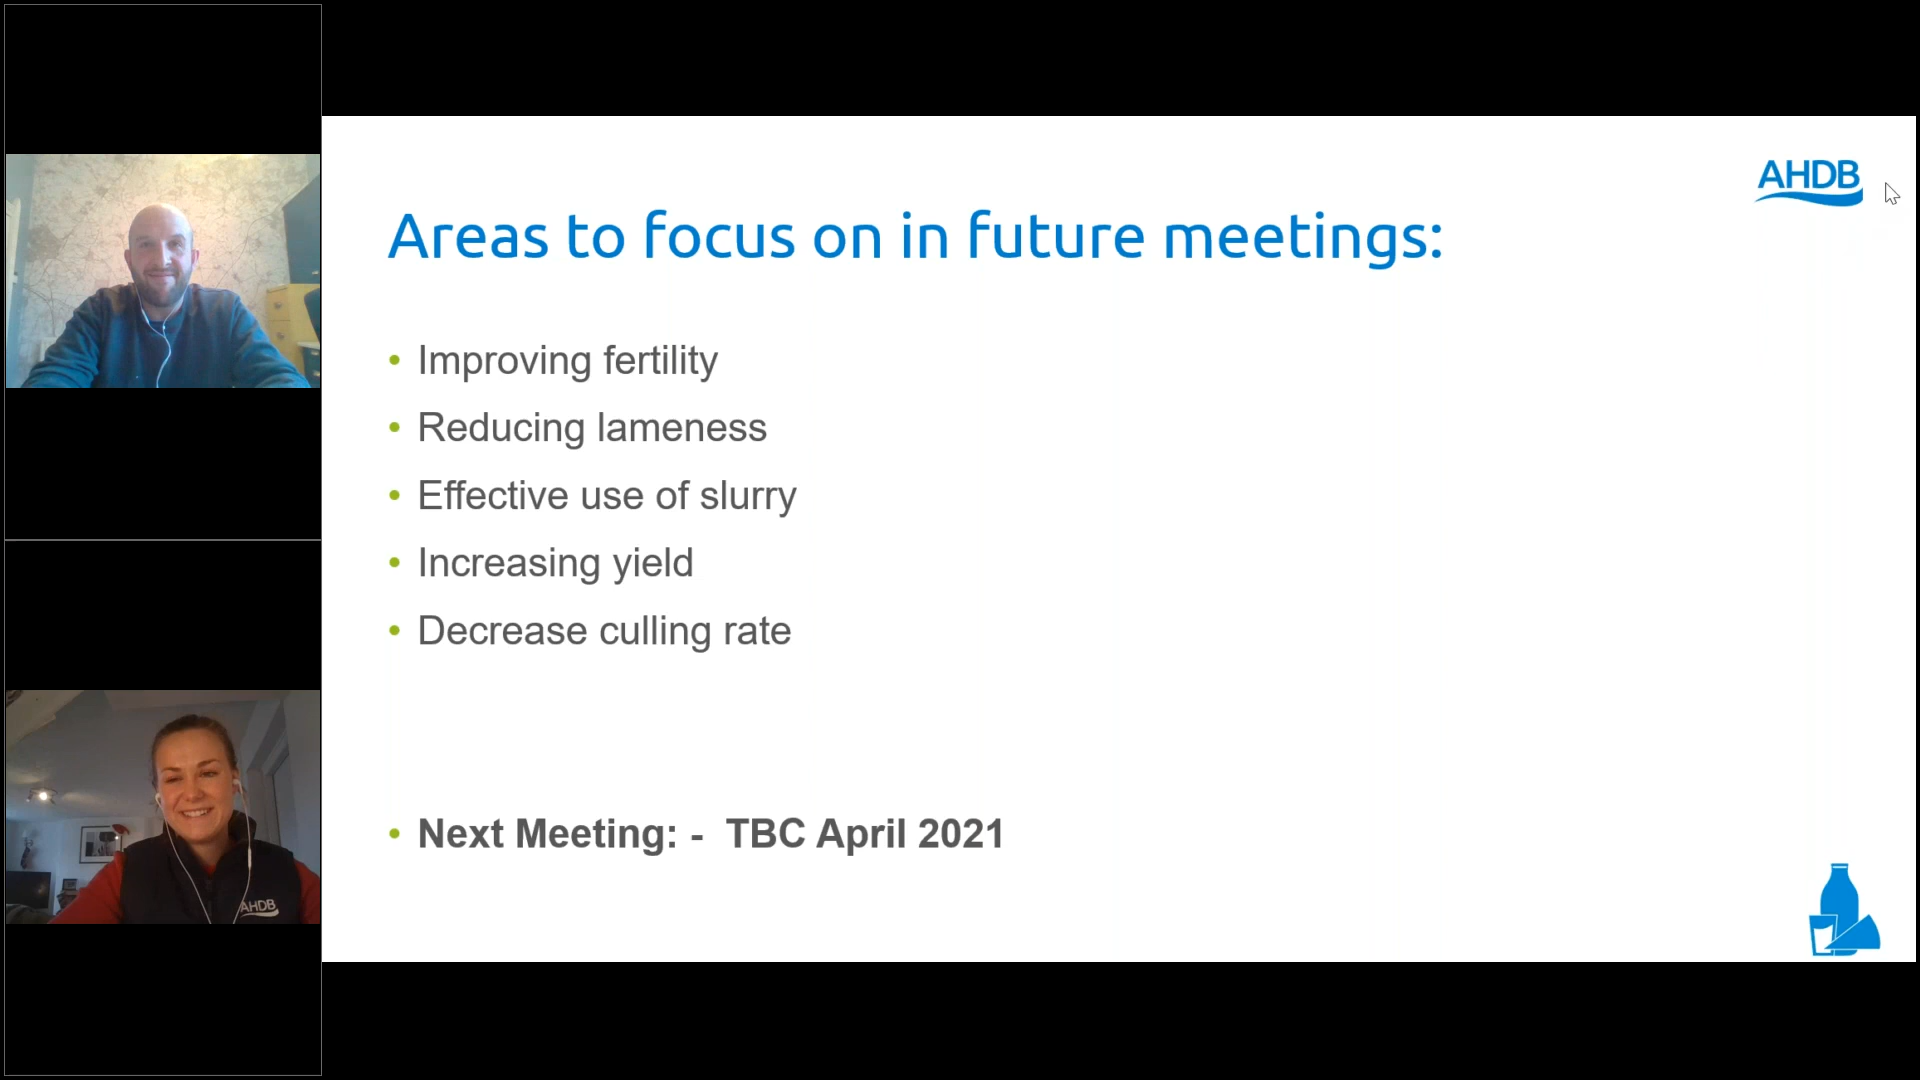 AHDB
Areas to focus on in future meetings:
• Improving fertility
• Reducing lameness
• Effective use of slurry
• Increasing yield
• Decrease culling rate
• Next Meeting: -  TBC April 2021
AHDB